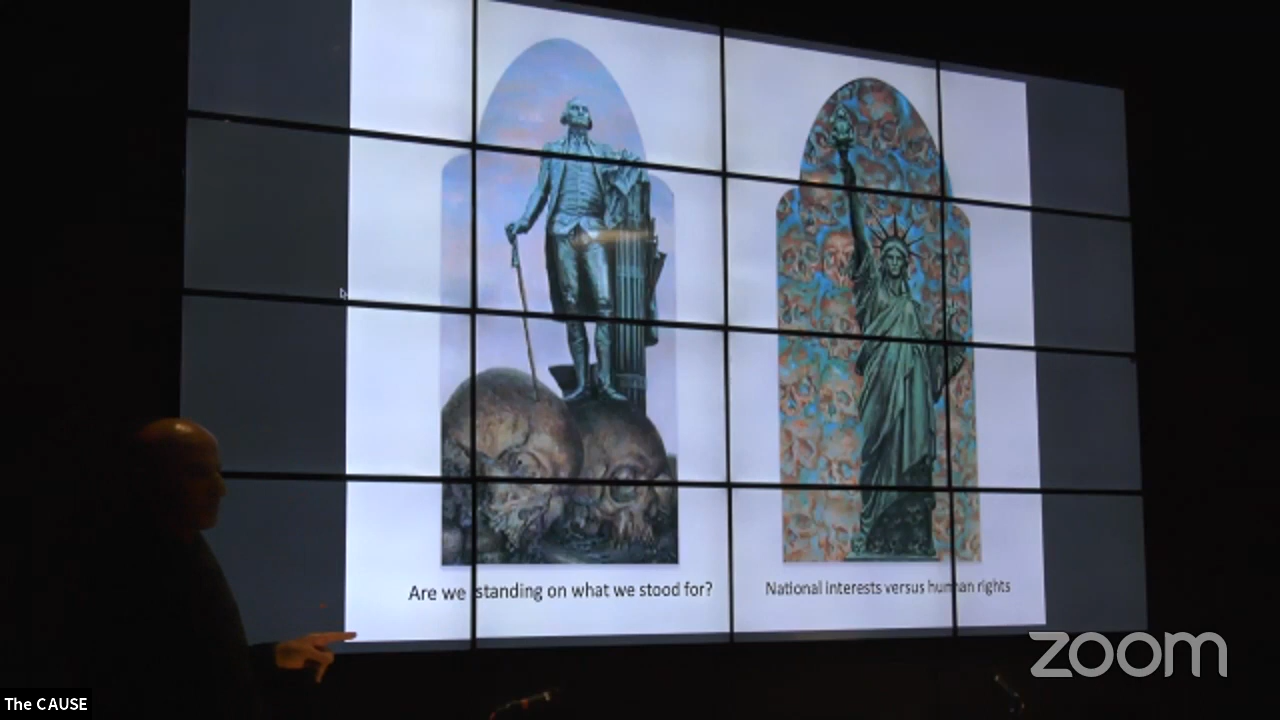 Are we standing on what we stood for?
National interests versus human rights
zoom
The CAUSE